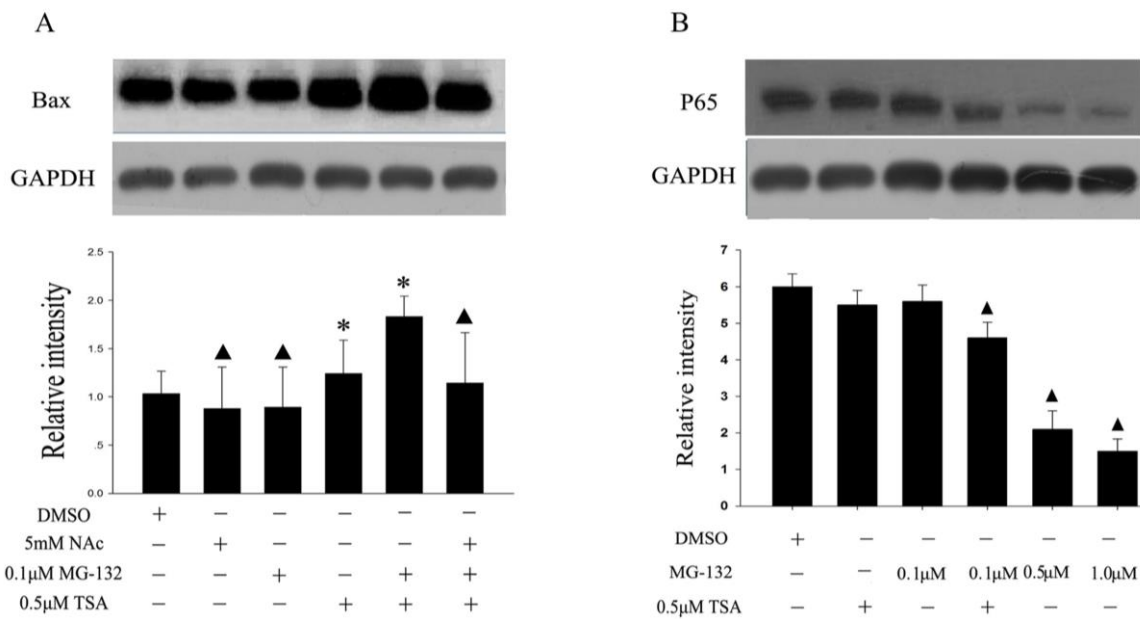 A
Bax
GAPDH
Relative intensity
2.5
2.0
1.5
1.0
.5
0.0
* *
▲ ▲ ▲
DMSO + − − − − −
5mM NAc − + − − − +
0.1μM MG-132 − − + − + +
0.5μM TSA − − − + + +
B
P65
GAPDH
Relative intensity
7
6
5
4
3
2
1
0
▲ ▲ ▲
DMSO + − − − − −
MG-132 − − 0.1μM 0.1μM 0.5μM 1.0μM
0.5μM TSA − + − + − −